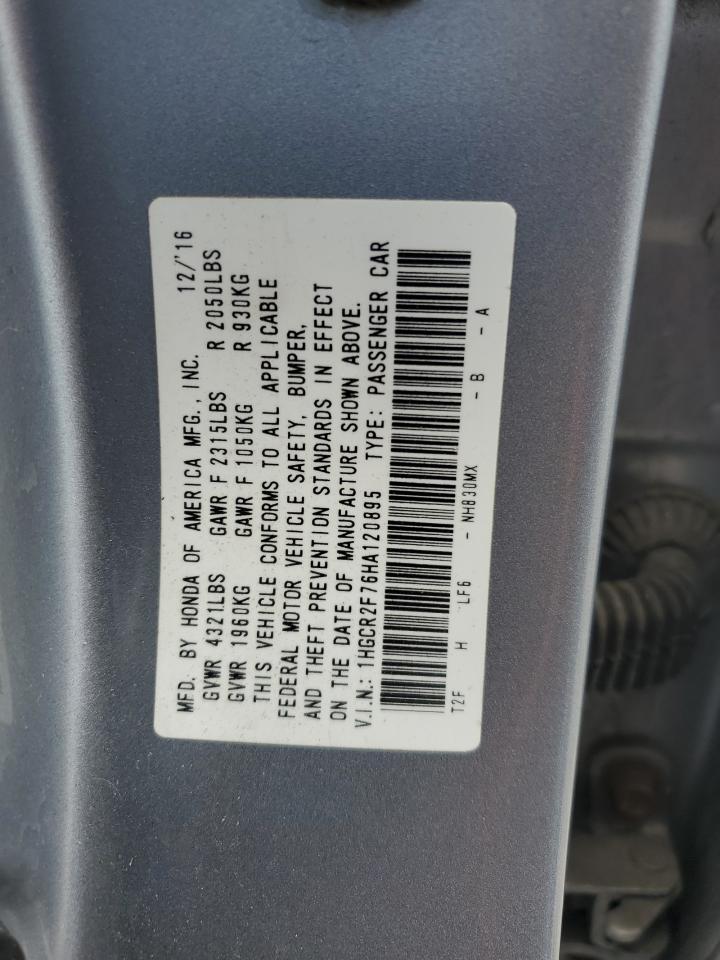 MFD. BY HONDA OF AMERICA MFG., INC. 12/'16
GVWR 4321LBS GAWR F 2315LBS R 2050LBS
GVWR 1960KG GAWR F 1050KG R 930KG
THIS VEHICLE CONFORMS TO ALL APPLICABLE
FEDERAL MOTOR VEHICLE SAFETY, BUMPER,
AND THEFT PREVENTION STANDARDS IN EFFECT
ON THE DATE OF MANUFACTURE SHOWN ABOVE.
V.I.N.: 1HGCR2F76HA120895 TYPE: PASSENGER CAR
T2F H LF6 - NH830MX - B - A